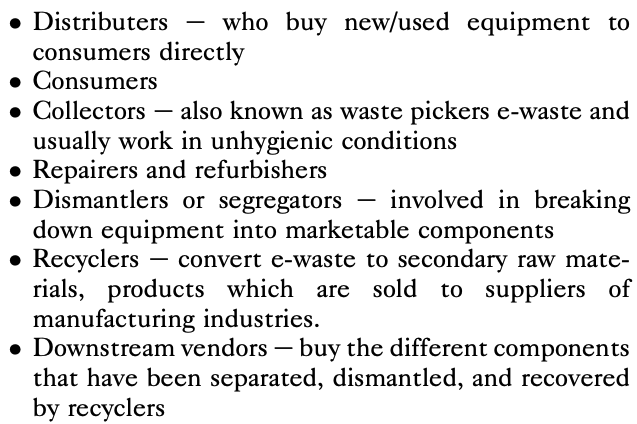 • Distributers — who buy new/used equipment to
consumers directly
• Consumers
• Collectors — also known as waste pickers e-waste and
usually work in unhygienic conditions
• Repairers and refurbishers
• Dismantlers or segregators — involved in breaking
down equipment into marketable components
• Recyclers — convert e-waste to secondary raw mate-
rials, products which are sold to suppliers of
manufacturing industries.
• Downstream vendors — buy the different components
that have been separated, dismantled, and recovered
by recyclers